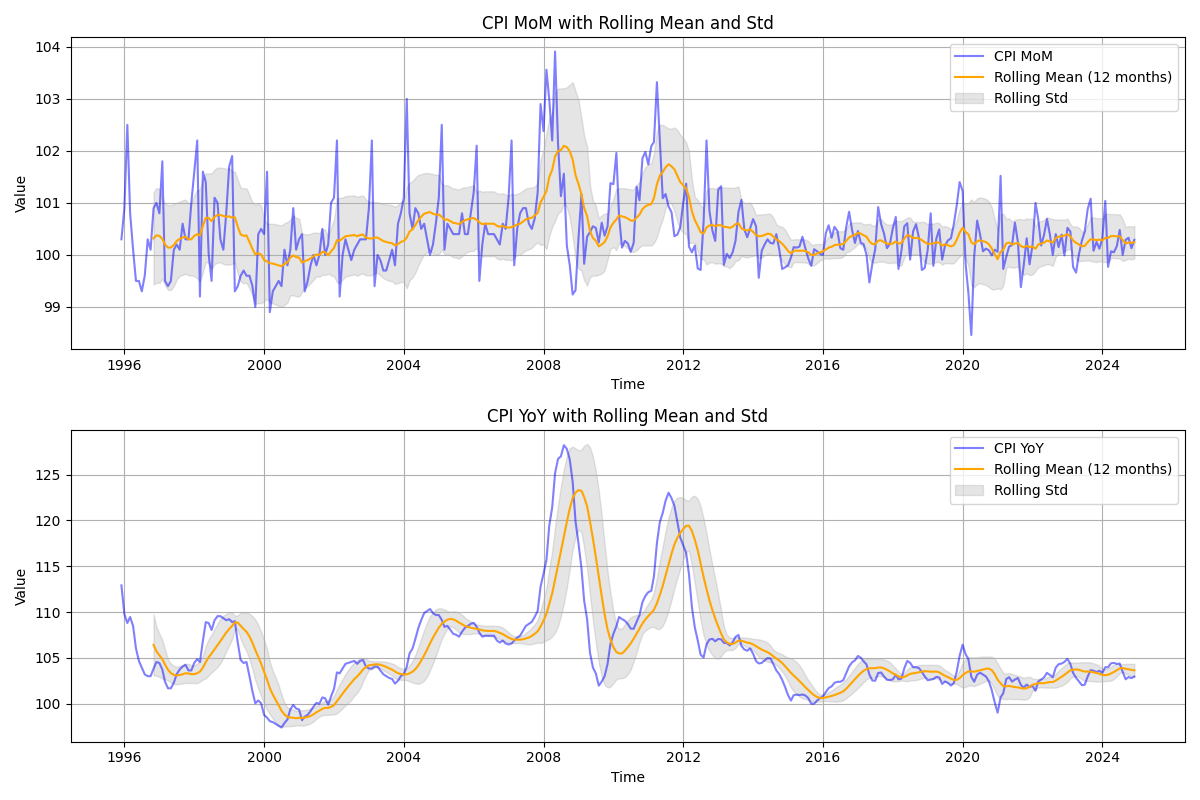 CPI MoM with Rolling Mean and Std
104
103
102
101
100
99
Value
CPI MoM
Rolling Mean (12 months)
Rolling Std
1996 2000 2004 2008 2012 2016 2020 2024
Time
CPI YoY with Rolling Mean and Std
125
120
115
110
105
100
Value
CPI YoY
Rolling Mean (12 months)
Rolling Std
1996 2000 2004 2008 2012 2016 2020 2024
Time